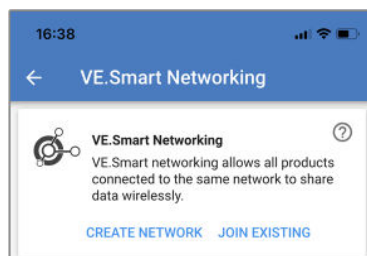 16:38
VE.Smart Networking
VE.Smart Networking
VE.Smart networking allows all products
connected to the same network to share
data wirelessly.
CREATE NETWORK JOIN EXISTING